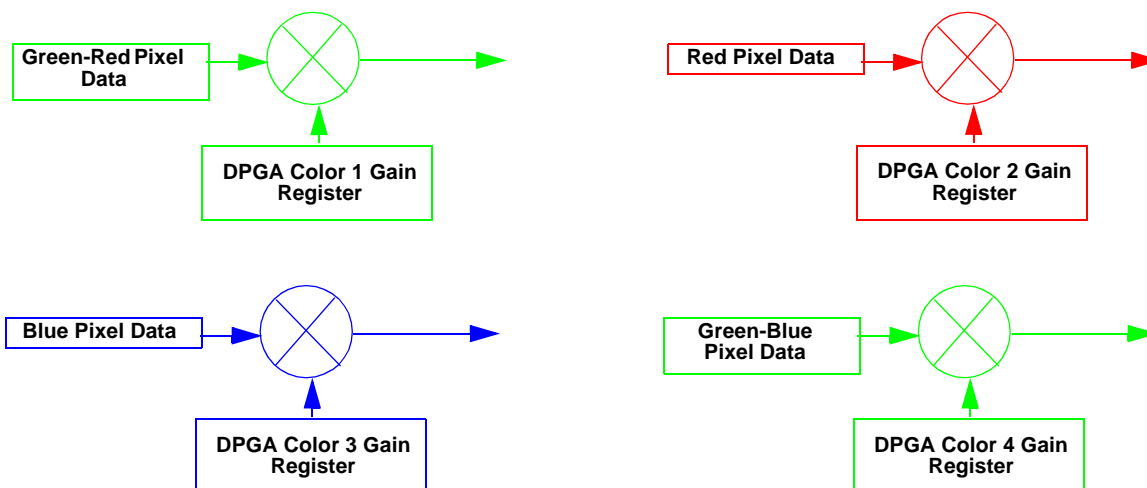 Green-Red Pixel
Data
DPGA Color 1 Gain
Register
Red Pixel Data
DPGA Color 2 Gain
Register
Blue Pixel Data
DPGA Color 3 Gain
Register
Green-Blue
Pixel Data
DPGA Color 4 Gain
Register